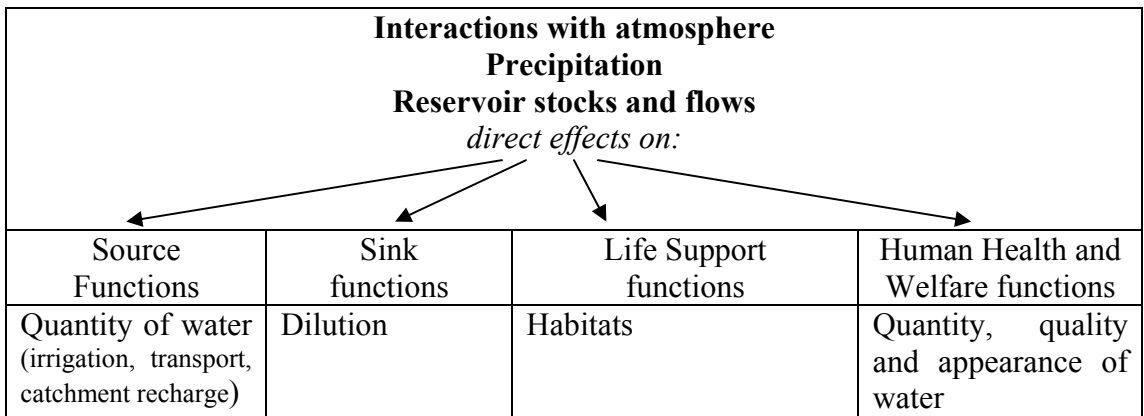 Interactions with atmosphere
Precipitation
Reservoir stocks and flows
direct effects on:
Source
Functions
Sink
functions
Life Support
functions
Human Health and
Welfare functions
Quantity of water
(irrigation, transport,
catchment recharge)
Dilution
Habitats
Quantity, quality
and appearance of
water